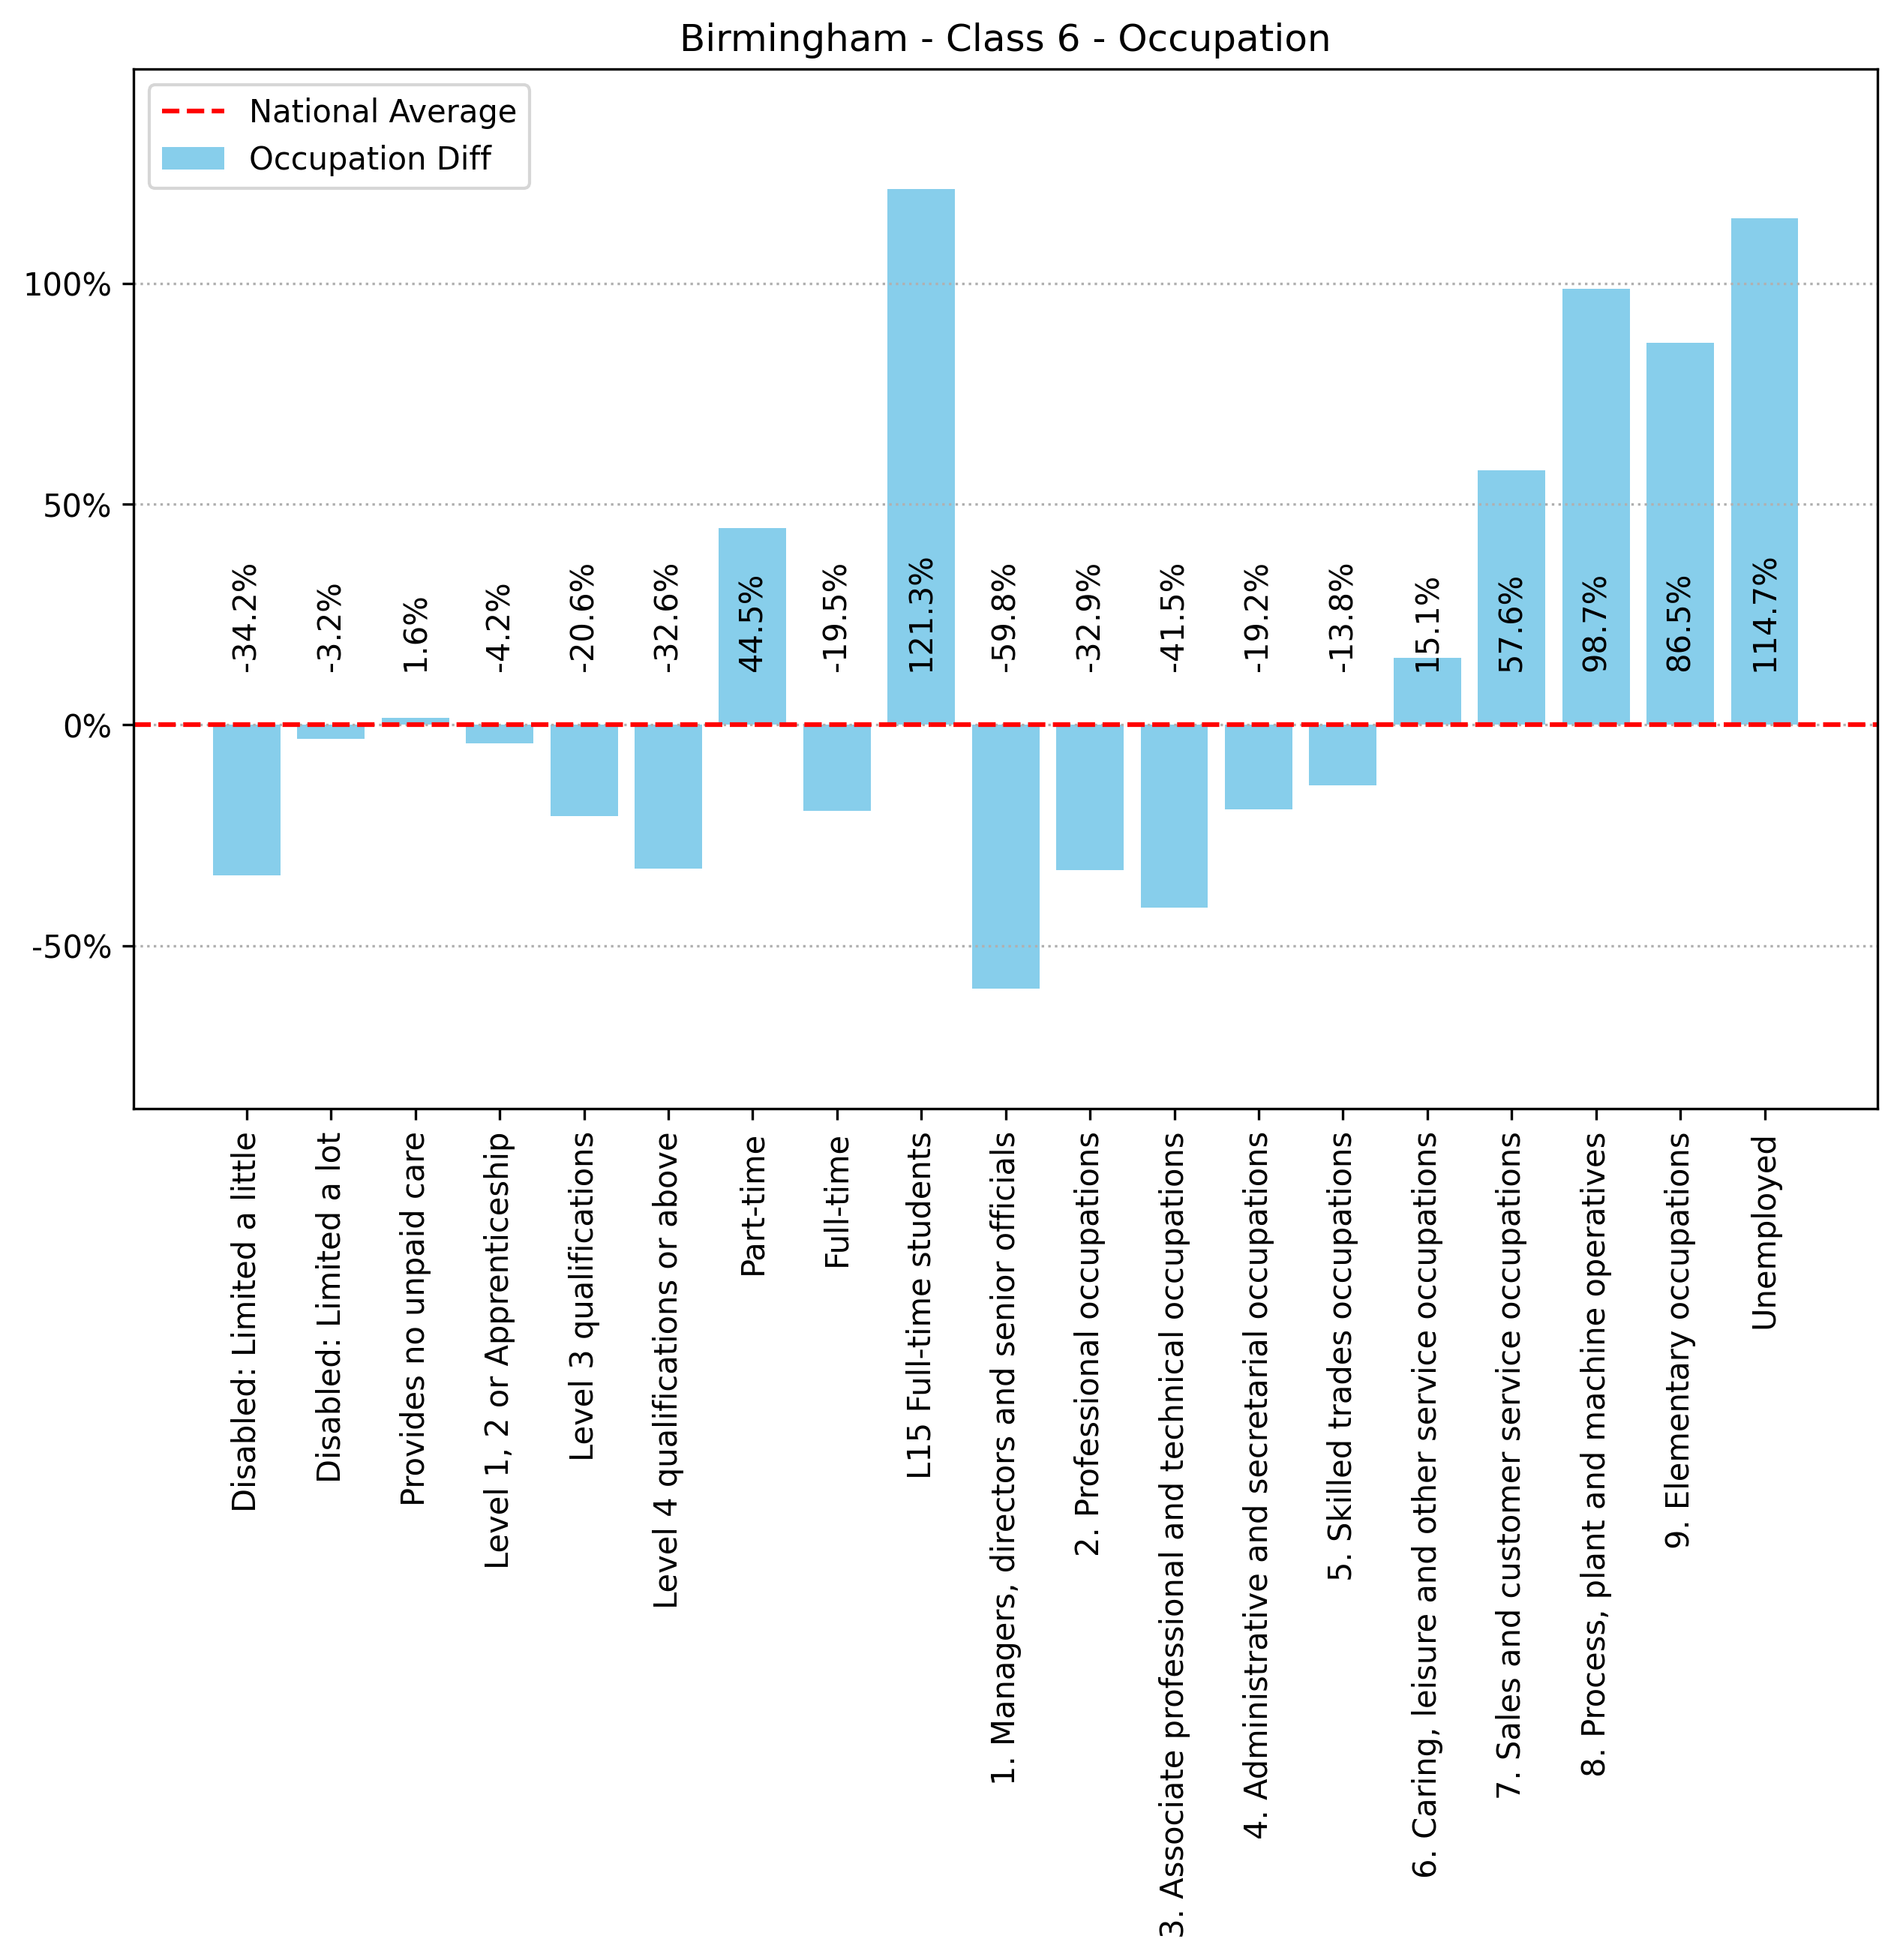 Birmingham - Class 6 - Occupation
National Average
Occupation Diff
100%
50%
0%
-50%
-34.2%
-3.2%
1.6%
-4.2%
-20.6%
-32.6%
44.5%
-19.5%
121.3%
-59.8%
-32.9%
-41.5%
-19.2%
-13.8%
15.1%
57.6%
98.7%
86.5%
114.7%
Disabled: Limited a little
Disabled: Limited a lot
Provides no unpaid care
Level 1, 2 or Apprenticeship
Level 3 qualifications
Level 4 qualifications or above
Part-time
Full-time
L15 Full-time students
1. Managers, directors and senior officials
2. Professional occupations
3. Associate professional and technical occupations
4. Administrative and secretarial occupations
5. Skilled trades occupations
6. Caring, leisure and other service occupations
7. Sales and customer service occupations
8. Process, plant and machine operatives
9. Elementary occupations
Unemployed